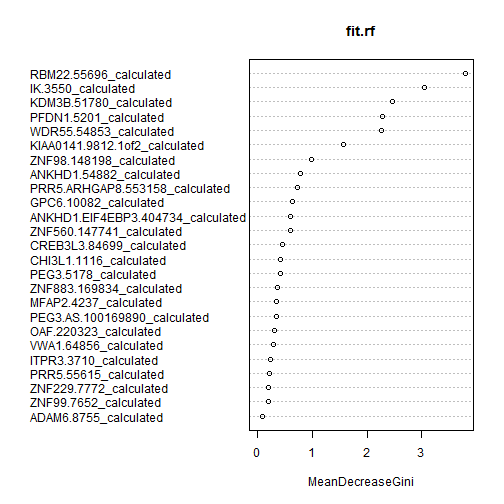 fit.rf
RBM22.55696_calculated
IK.3550_calculated
KDM3B.51780_calculated
PFDN1.5201_calculated
WDR55.54853_calculated
KIAA0141.9812.1of2_calculated
ZNF98.148198_calculated
ANKHD1.54882_calculated
PRR5.ARHGAP8.553158_calculated
GPC6.10082_calculated
ANKHD1.EIF4EBP3.404734_calculated
ZNF560.147741_calculated
CREB3L3.84699_calculated
CHI3L1.1116_calculated
PEG3.5178_calculated
ZNF883.169834_calculated
MFAP2.4237_calculated
PEG3.AS.100169890_calculated
OAF.220323_calculated
VWA1.64856_calculated
ITPR3.3710_calculated
PRR5.55615_calculated
ZNF229.7772_calculated
ZNF99.7652_calculated
ADAM6.8755_calculated
0 1 2 3
MeanDecreaseGini